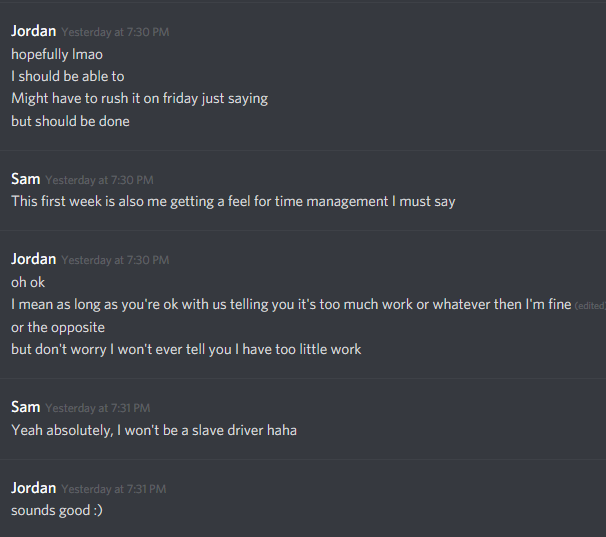 Jordan Yesterday at 7:30 PM
hopefully lmao
I should be able to
Might have to rush it on friday just saying
but should be done
Sam Yesterday at 7:30 PM
This first week is also me getting a feel for time management I must say
Jordan Yesterday at 7:30 PM
oh ok
I mean as long as you're ok with us telling you it's too much work or whatever then I'm fine (edited)
or the opposite
but don't worry I won't ever tell you I have too little work
Sam Yesterday at 7:31 PM
Yeah absolutely, I won't be a slave driver haha
Jordan Yesterday at 7:31 PM
sounds good :)